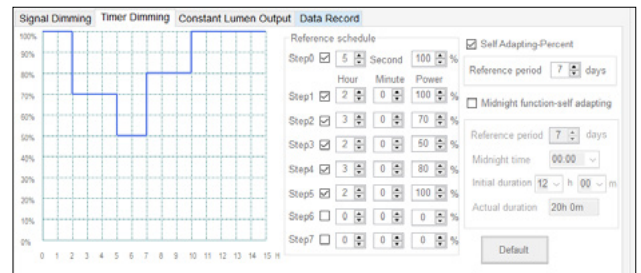 Signal Dimming Timer Dimming Constant Lumen Output Data Record
Reference schedule
Step0 5 Second 100 %
Hour Minute Power
Step1 2 0 100 %
Step2 3 0 70 %
Step3 2 0 50 %
Step4 3 0 80 %
Step5 2 0 100 %
Step6 0 0 0 %
Step7 0 0 0 %
Self Adapting-Percent
Reference period 7 days
Midnight function-self adapting
Reference period 7 days
Midnight time 00:00
Initial duration 12 h 00 m
Actual duration 20h 0m
Default
100%
90%
80%
70%
60%
50%
40%
30%
20%
10%
0%
0 1 2 3 4 5 6 7 8 9 10 11 12 13 14 15 H